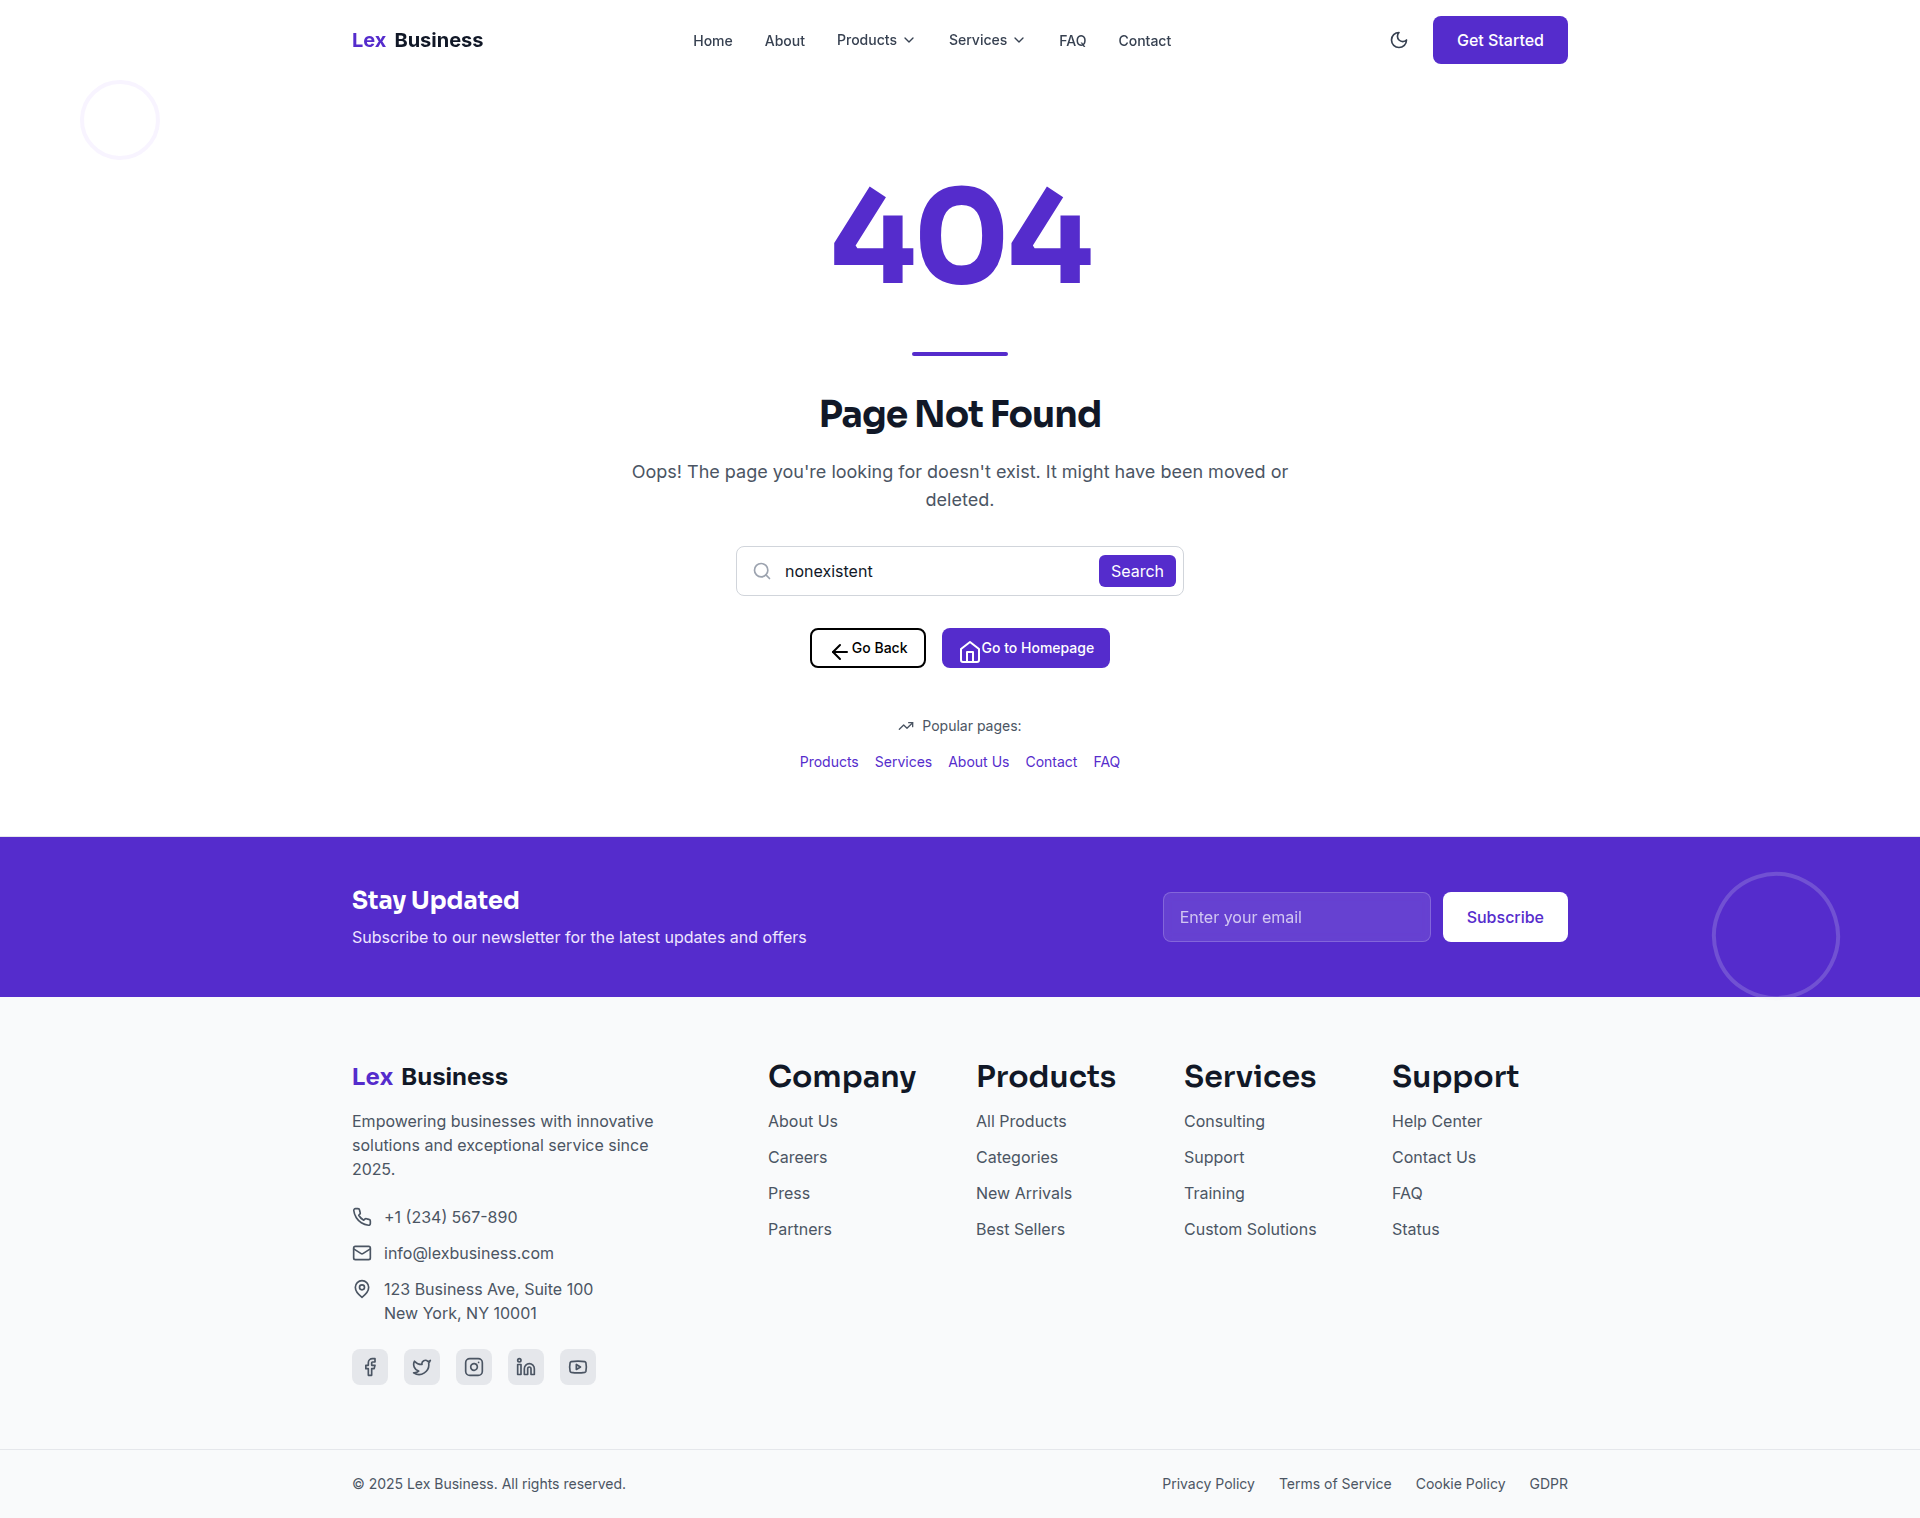 Lex Business
Home About Products Services FAQ Contact
Get Started
404
Page Not Found
Oops! The page you're looking for doesn't exist. It might have been moved or
deleted.
nonexistent Search
Go Back Go to Homepage
Popular pages:
Products Services About Us Contact FAQ
Stay Updated
Subscribe to our newsletter for the latest updates and offers
Enter your email Subscribe
Lex Business
Empowering businesses with innovative
solutions and exceptional service since
2025.
+1 (234) 567-890
info@lexbusiness.com
123 Business Ave, Suite 100
New York, NY 10001
Company
About Us
Careers
Press
Partners
Products
All Products
Categories
New Arrivals
Best Sellers
Services
Consulting
Support
Training
Custom Solutions
Support
Help Center
Contact Us
FAQ
Status
© 2025 Lex Business. All rights reserved.
Privacy Policy Terms of Service Cookie Policy GDPR